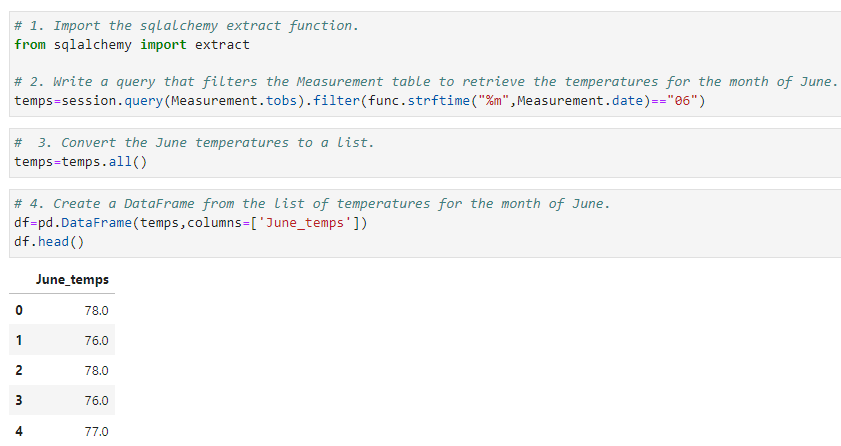 # 1. Import the sqlalchemy extract function.
from sqlalchemy import extract
# 2. Write a query that filters the Measurement table to retrieve the temperatures for the month of June.
temps=session.query(Measurement.tobs).filter(func.strftime("%m",Measurement.date)=="06")
#  3. Convert the June temperatures to a list.
temps=temps.all()
# 4. Create a DataFrame from the list of temperatures for the month of June.
df=pd.DataFrame(temps,columns=['June_temps'])
df.head()
June_temps
0 78.0
1 76.0
2 78.0
3 76.0
4 77.0